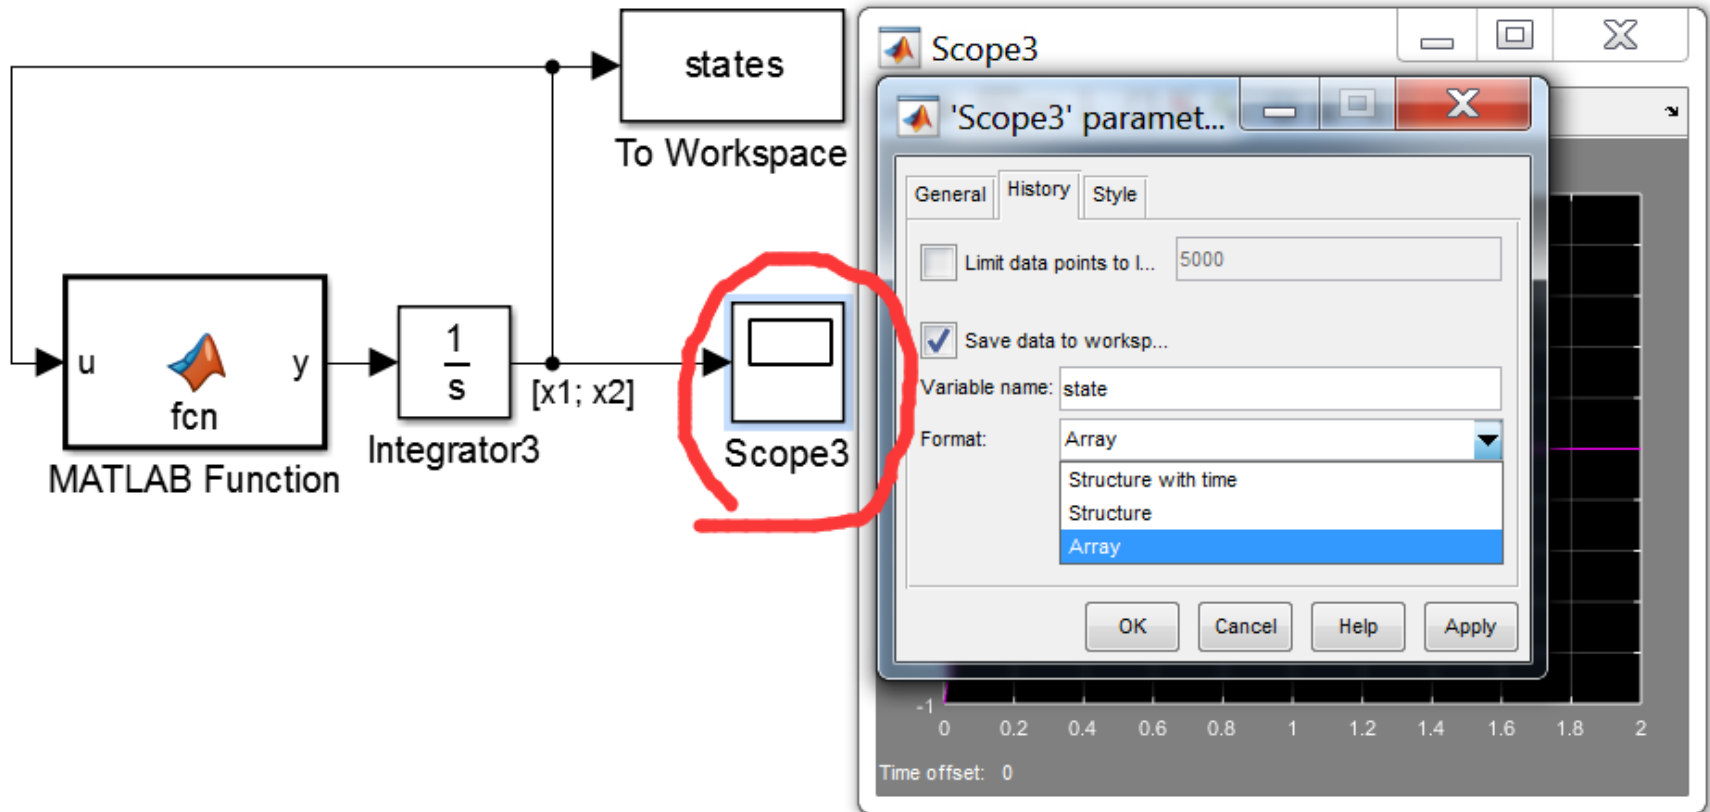 states
To Workspace
u
fcn
y
MATLAB Function
1
s
Integrator3
[x1; x2]
Scope3
Scope3
'Scope3' paramet...
General
History
Style
Limit data points to l...
5000
Save data to worksp...
Variable name:
state
Format:
Array
Structure with time
Structure
Array
OK
Cancel
Help
Apply
-1
0
0.2
0.4
0.6
0.8
1
1.2
1.4
1.6
1.8
2
Time offset: 0